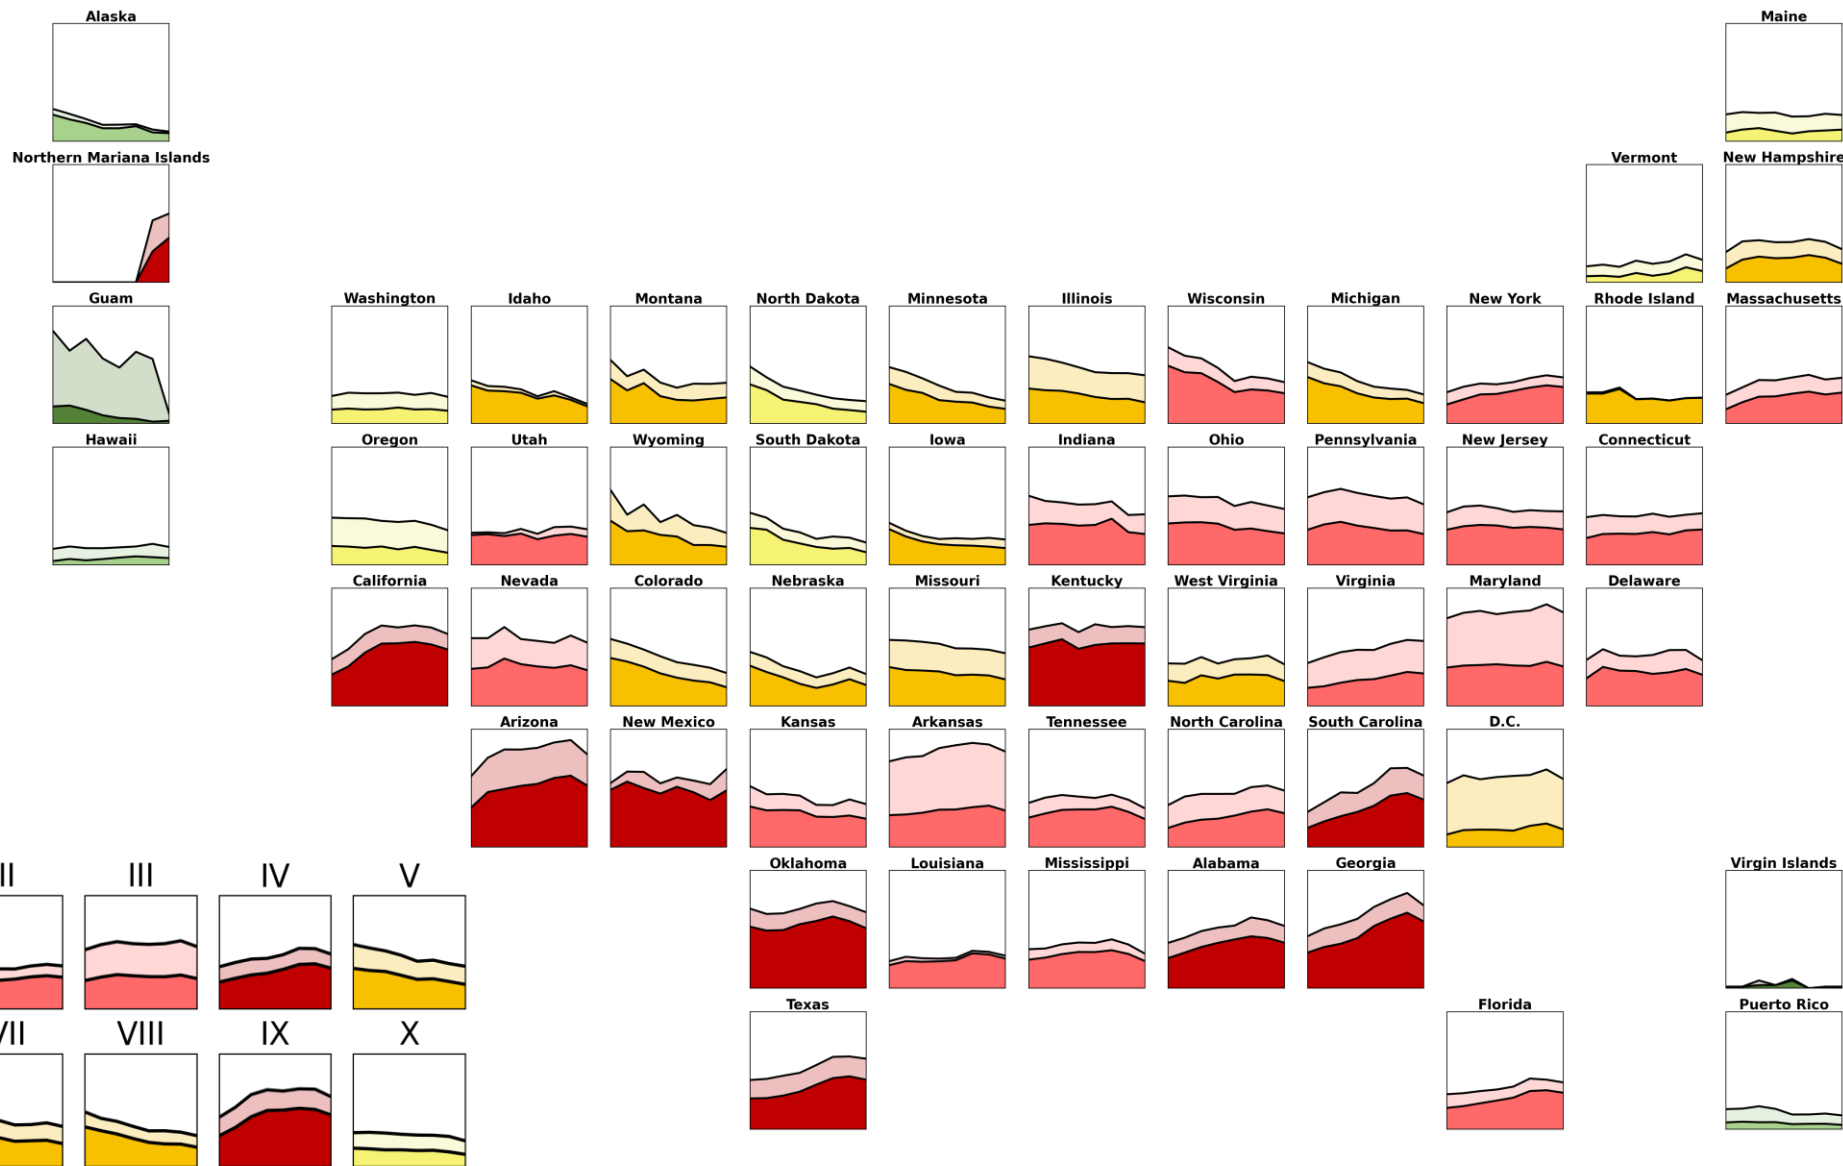 Alaska
Maine
Northern Mariana Islands
Vermont
New Hampshire
Guam
Washington
Idaho
Montana
North Dakota
Minnesota
Illinois
Wisconsin
Michigan
New York
Rhode Island
Massachusetts
Hawaii
Oregon
Utah
Wyoming
South Dakota
Iowa
Indiana
Ohio
Pennsylvania
New Jersey
Connecticut
California
Nevada
Colorado
Nebraska
Missouri
Kentucky
West Virginia
Virginia
Maryland
Delaware
Arizona
New Mexico
Kansas
Arkansas
Tennessee
North Carolina
South Carolina
D.C.
Oklahoma
Louisiana
Mississippi
Alabama
Georgia
Virgin Islands
II
III
IV
V
Texas
Florida
Puerto Rico
VII
VIII
IX
X